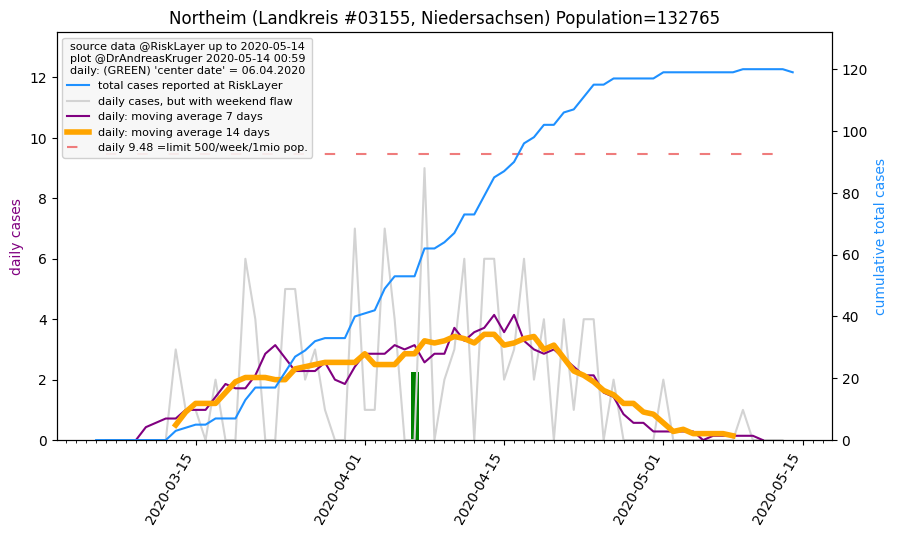 Northeim (Landkreis #03155, Niedersachsen) Population=132765
source data @RiskLayer up to 2020-05-14
plot @DrAndreasKruger 2020-05-14 00:59
daily: (GREEN) 'center date' = 06.04.2020
total cases reported at RiskLayer
daily cases, but with weekend flaw
daily: moving average 7 days
daily: moving average 14 days
daily 9.48 =limit 500/week/1mio pop.
daily cases
12
10
8
6
4
2
0
120
100
80
60
40
20
0
cumulative total cases
2020-03-15
2020-04-01
2020-04-15
2020-05-01
2020-05-15